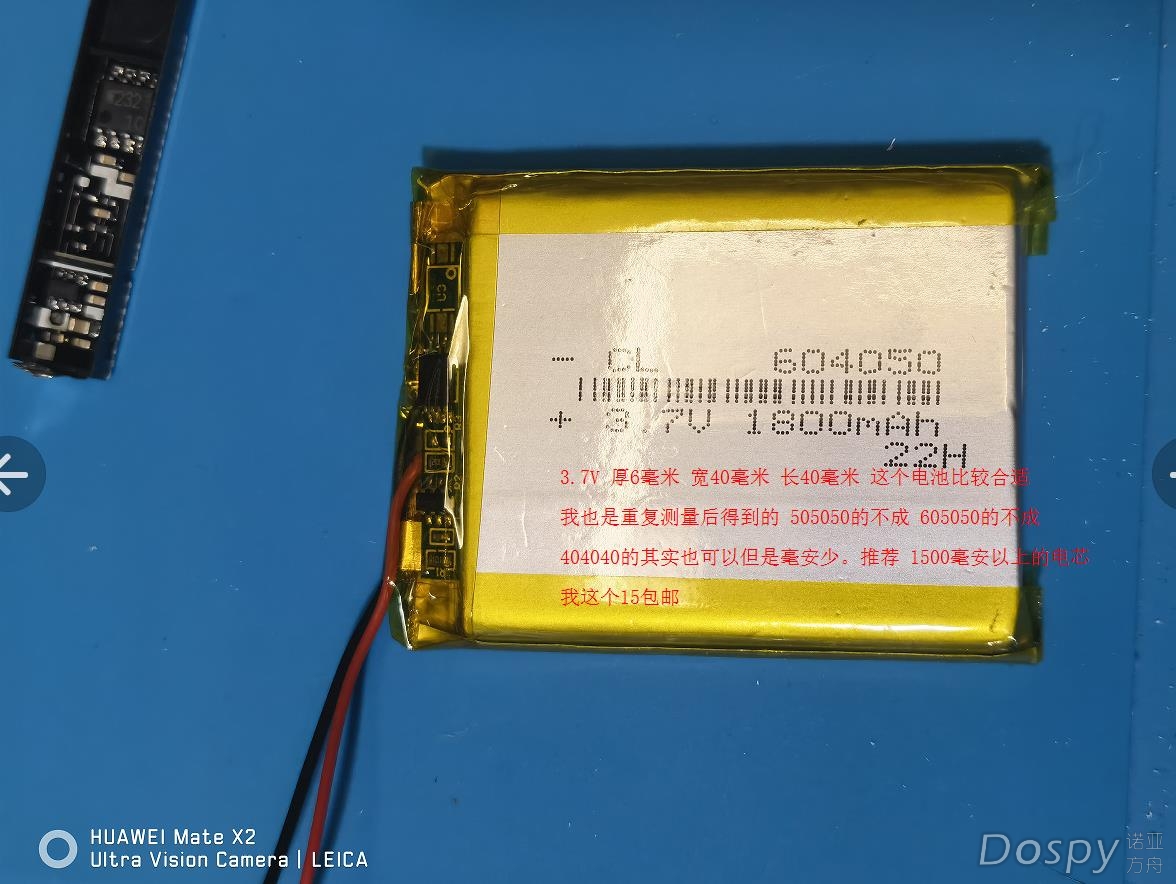 232
- CL 604050
+ 3.7V 1800mAh
22H
3.7V 厚6毫米 宽40毫米 长40毫米 这个电池比较合适
我也是重复测量后得到的 505050的不成 605050的不成
404040的其实也可以但是毫安少。推荐 1500毫安以上的电芯
我这个15包邮
HUAWEI Mate X2
Ultra Vision Camera | LEICA
Dospy 诺亚
方舟